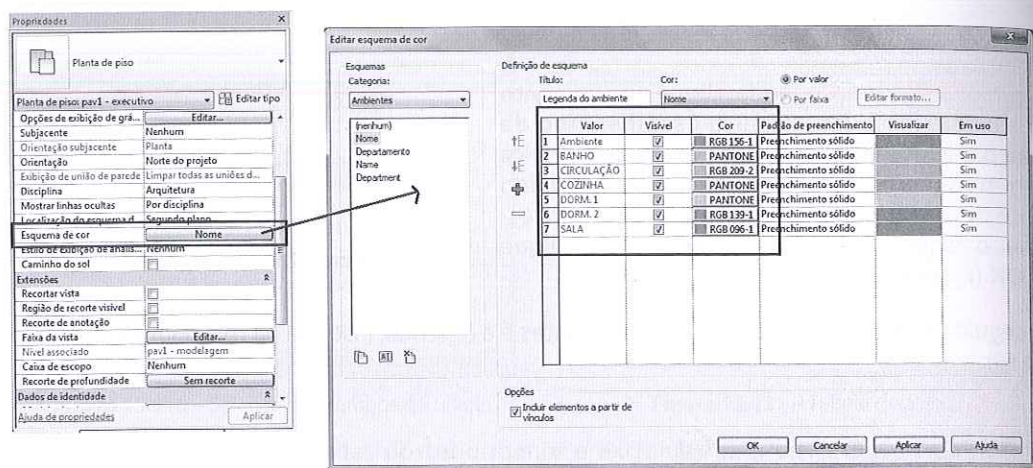 Propriedades
Planta de piso
Planta de piso: pav1 - executivo
Editar tipo
Opções de exibição de grá... Editar...
Subjacente Nenhum
Orientação subjacente Planta
Orientação Norte do projeto
Exibição de união de parede Limpar todas as uniões d...
Disciplina Arquitetura
Mostrar linhas ocultas Por disciplina
Localização do esquema d... Segundo plano
Esquema de cor Nome
Estilo de exibição de anális... Nenhum
Caminho do sol
Extensões
Recortar vista
Região de recorte visível
Recorte de anotação
Faixa da vista Editar...
Nível associado pav1 - modelagem
Caixa de escopo Nenhum
Recorte de profundidade Sem recorte
Dados de identidade
Ajuda de propriedades Aplicar
Editar esquema de cor
Esquemas
Categoria:
Ambientes
(nenhum)
Nome
Departamento
Name
Department
Definição de esquema
Título: Cor: Por valor
Legenda do ambiente Nome Por faixa Editar formato...
Valor Visível Cor Padrão de preenchimento Visualizar Em uso
1 Ambiente RGB 156-1 Preenchimento sólido Sim
2 BANHO PANTONE Preenchimento sólido Sim
3 CIRCULAÇÃO RGB 209-2 Preenchimento sólido Sim
4 COZINHA PANTONE Preenchimento sólido Sim
5 DORM. 1 PANTONE Preenchimento sólido Sim
6 DORM. 2 RGB 139-1 Preenchimento sólido Sim
7 SALA RGB 096-1 Preenchimento sólido Sim
Opções
Incluir elementos a partir de
vínculos
OK Cancelar Aplicar Ajuda